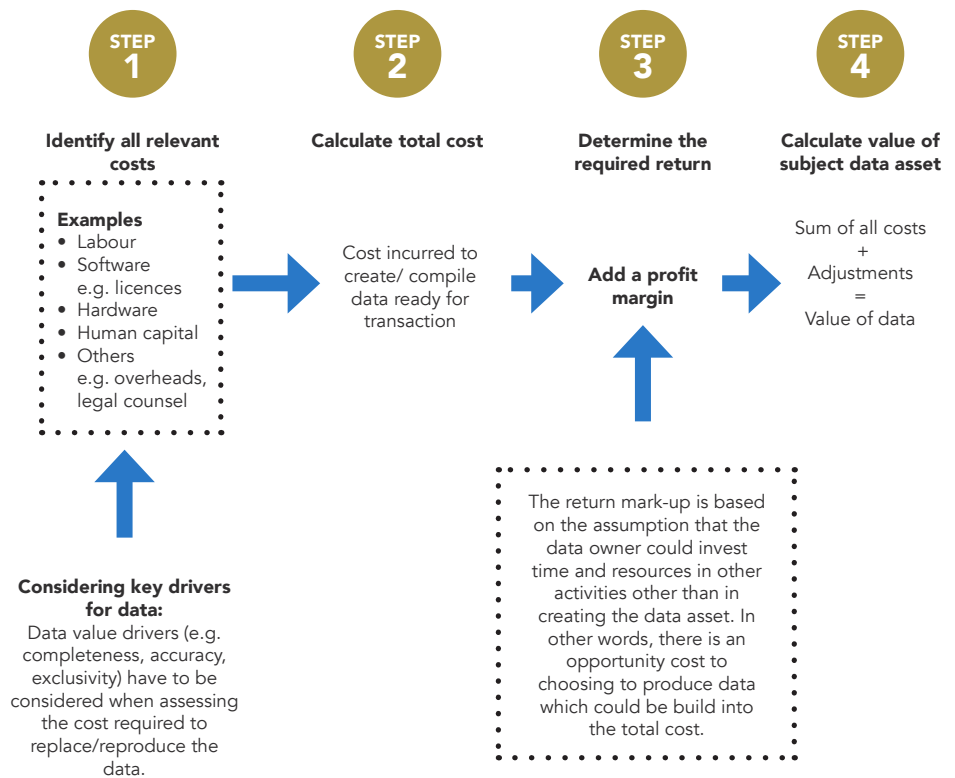 STEP
1
STEP
2
STEP
3
STEP
4
Identify all relevant
costs
Calculate total cost
Determine the
required return
Calculate value of
subject data asset
Examples
• Labour
• Software
e.g. licences
• Hardware
• Human capital
• Others
e.g. overheads,
legal counsel
Cost incurred to
create/ compile
data ready for
transaction
Add a profit
margin
Sum of all costs
+
Adjustments
=
Value of data
Considering key drivers
for data:
Data value drivers (e.g.
completeness, accuracy,
exclusivity) have to be
considered when assessing
the cost required to
replace/reproduce the
data.
The return mark-up is based
on the assumption that the
data owner could invest
time and resources in other
activities other than in
creating the data asset. In
other words, there is an
opportunity cost to
choosing to produce data
which could be build into
the total cost.